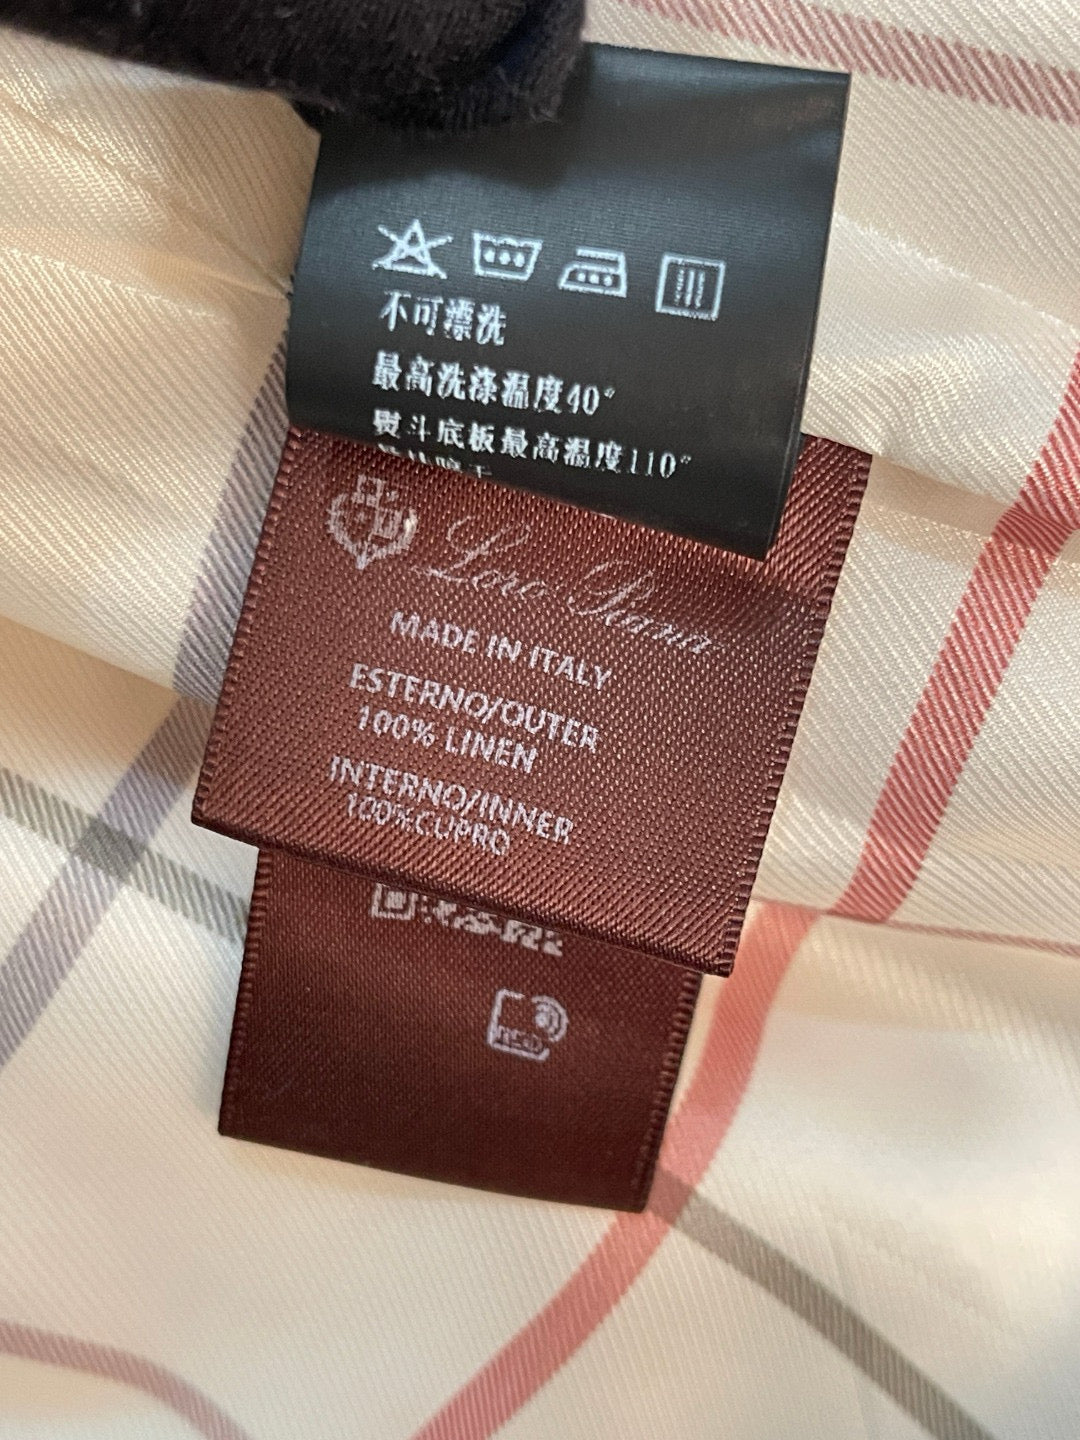 不可漂洗
最高洗涤温度40°
熨斗底板最高温度110°
Loro Piana
MADE IN ITALY
ESTERNO/OUTER
100% LINEN
INTERNO/INNER
100%CUPRO